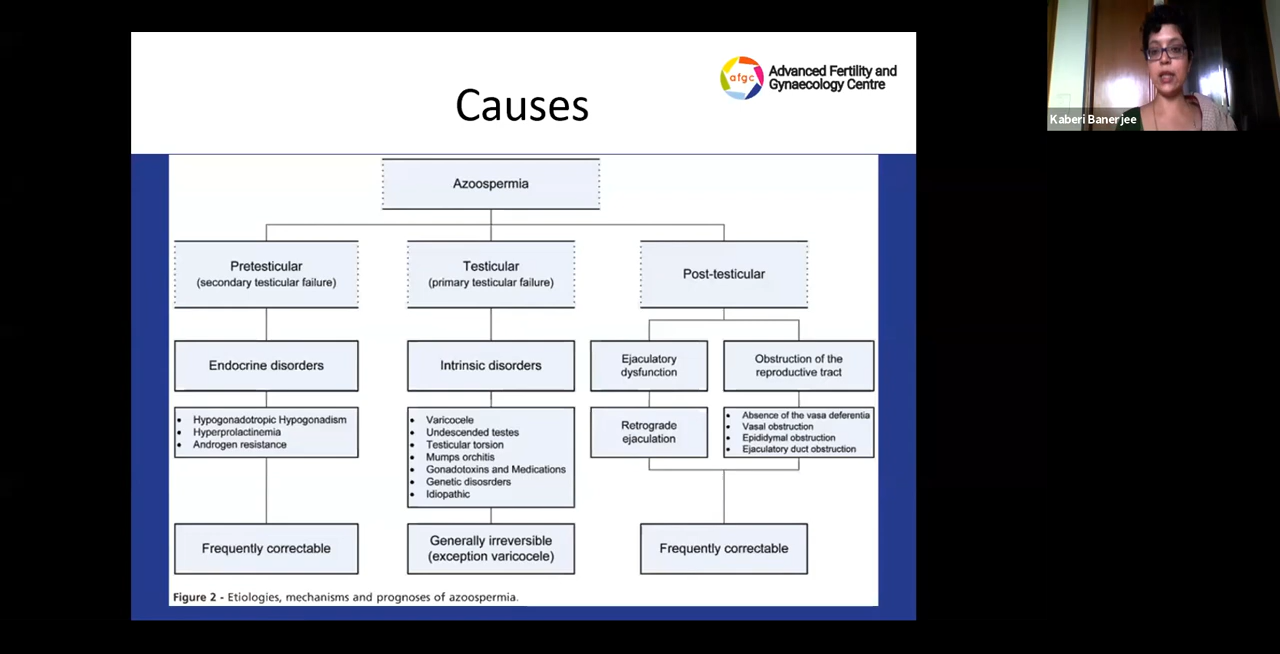 afgc
Advanced Fertility and
Gynaecology Centre
Causes
Kaberi Banerjee
Azoospermia
Pretesticular
(secondary testicular failure)
Testicular
(primary testicular failure)
Post-testicular
Endocrine disorders
Intrinsic disorders
Ejaculatory
dysfunction
Obstruction of the
reproductive tract
• Hypogonadotropic Hypogonadism
• Hyperprolactinemia
• Androgen resistance
• Varicocele
• Undescended testes
• Testicular torsion
• Mumps orchitis
• Gonadotoxins and Medications
• Genetic disosrders
• Idiopathic
Retrograde
ejaculation
• Absence of the vasa deferentia
• Vasal obstruction
• Epididymal obstruction
• Ejaculatory duct obstruction
Frequently correctable
Generally irreversible
(exception varicocele)
Frequently correctable
Figure 2 - Etiologies, mechanisms and prognoses of azoospermia.